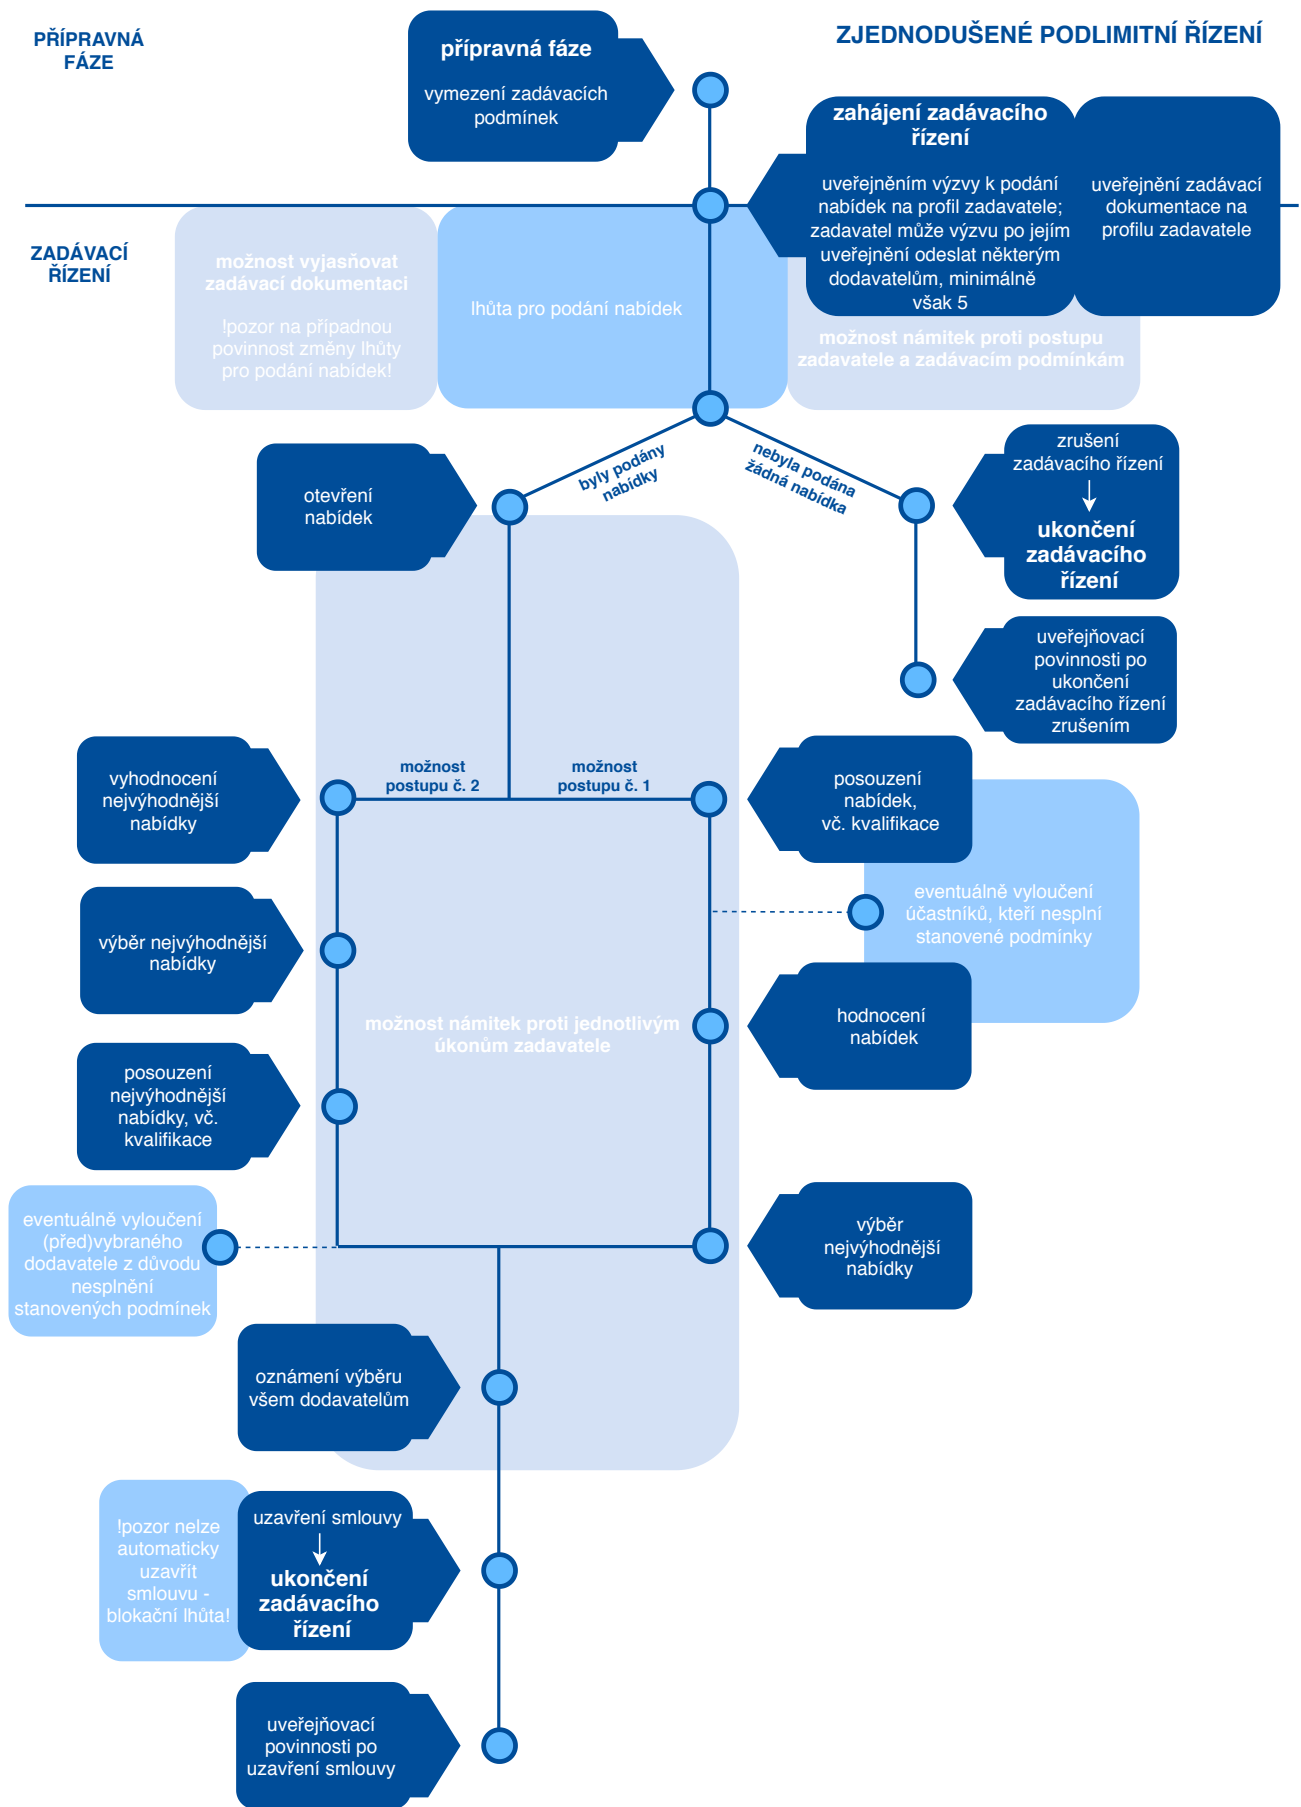 PŘÍPRAVNÁ
FÁZE
přípravná fáze
vymezení zadávacích
podmínek
ZJEDNODUŠENÉ PODLIMITNÍ ŘÍZENÍ
zahájení zadávacího
řízení
uveřejněním výzvy k podání
nabídek na profil zadavatele;
zadavatel může výzvu po jejím
uveřejnění odeslat některým
dodavatelům, minimálně
však 5
uveřejnění zadávací
dokumentace na
profilu zadavatele
ZADÁVACÍ
ŘÍZENÍ
možnost vyjasňovat
zadávací dokumentaci
!pozor na případnou
povinnost změny lhůty
pro podání nabídek!
lhůta pro podání nabídek
možnost námitek proti postupu
zadavatele a zadávacím podmínkám
byly podány
nabídky
nebyla podána
žádná nabídka
otevření
nabídek
zrušení
zadávacího řízení
ukončení
zadávacího
řízení
uveřejňovací
povinnosti po
ukončení
zadávacího řízení
zrušením
možnost
postupu č. 2
možnost
postupu č. 1
vyhodnocení
nejvýhodnější
nabídky
posouzení
nabídek,
vč. kvalifikace
eventuálně vyloučení
účastníků, kteří nesplní
stanovené podmínky
výběr nejvýhodnější
nabídky
možnost námitek proti jednotlivým
úkonům zadavatele
hodnocení
nabídek
posouzení
nejvýhodnější
nabídky, vč.
kvalifikace
eventuálně vyloučení
(před)vybraného
dodavatele z důvodu
nesplnění
stanovených podmínek
výběr
nejvýhodnější
nabídky
oznámení výběru
všem dodavatelům
!pozor nelze
automaticky
uzavřít
smlouvu -
blokační lhůta!
uzavření smlouvy
ukončení
zadávacího
řízení
uveřejňovací
povinnosti po
uzavření smlouvy